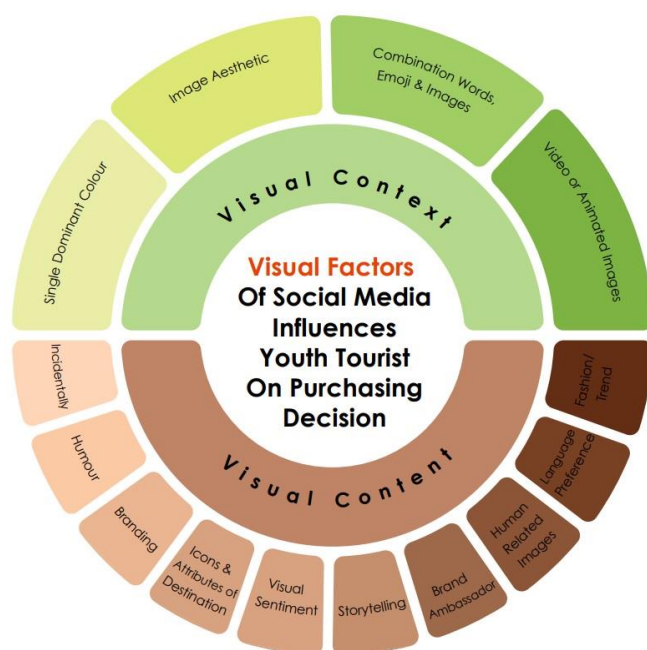 Single Dominant Colour
Image Aesthetic
Combination Words,
Emoji & Images
Video or Animated Images
Visual Context
Visual Factors
Of Social Media
Influences
Youth Tourist
On Purchasing
Decision
Visual Content
Incidentally
Humour
Branding
Icons &
Attributes of
Destination
Visual
Sentiment
Storytelling
Brand
Ambassador
Human
Related
Images
Language
Preference
Fashion/
Trend